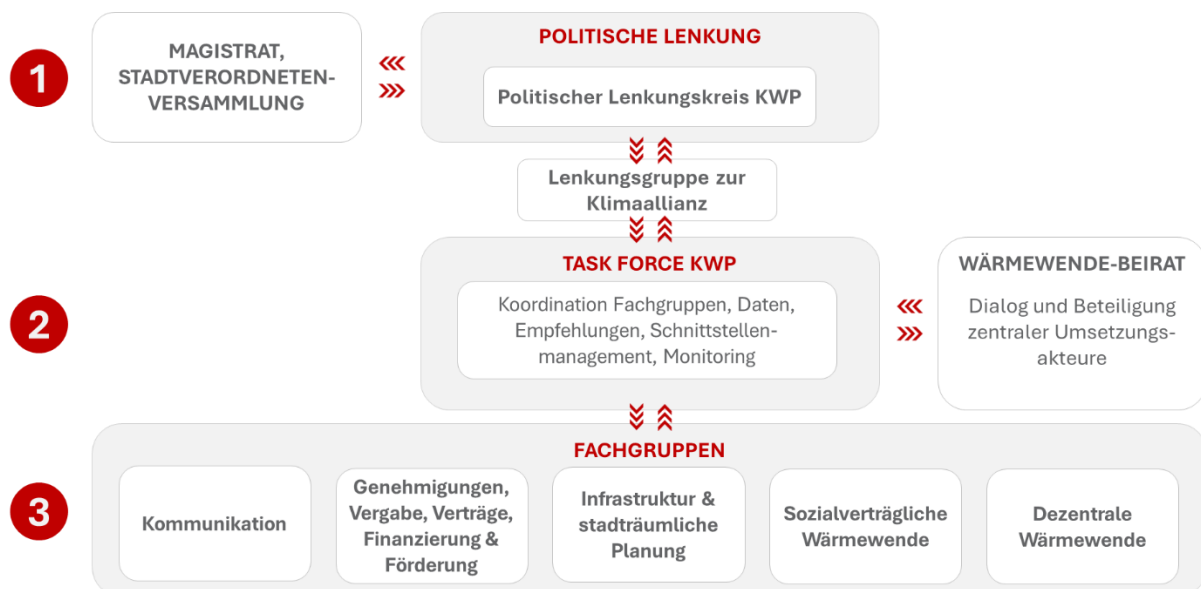 1
MAGISTRAT,
STADTVERORDNETEN-
VERSAMMLUNG
POLITISCHE LENKUNG
Politischer Lenkungskreis KWP
Lenkungsgruppe zur
Klimaallianz
2
TASK FORCE KWP
Koordination Fachgruppen, Daten,
Empfehlungen, Schnittstellen-
management, Monitoring
WÄRMEWENDE-BEIRAT
Dialog und Beteiligung
zentraler Umsetzungs-
akteure
3
FACHGRUPPEN
Kommunikation
Genehmigungen,
Vergabe, Verträge,
Finanzierung &
Förderung
Infrastruktur &
stadträumliche
Planung
Sozialverträgliche
Wärmewende
Dezentrale
Wärmewende